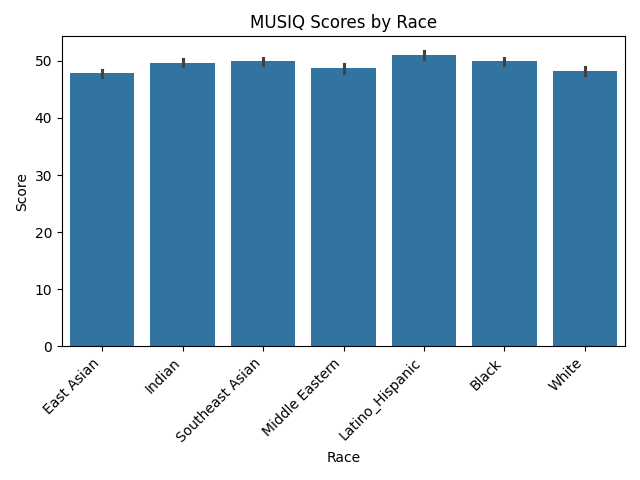 MUSIQ Scores by Race
Score
50
40
30
20
10
0
East Asian
Indian
Southeast Asian
Middle Eastern
Latino_Hispanic
Black
White
Race